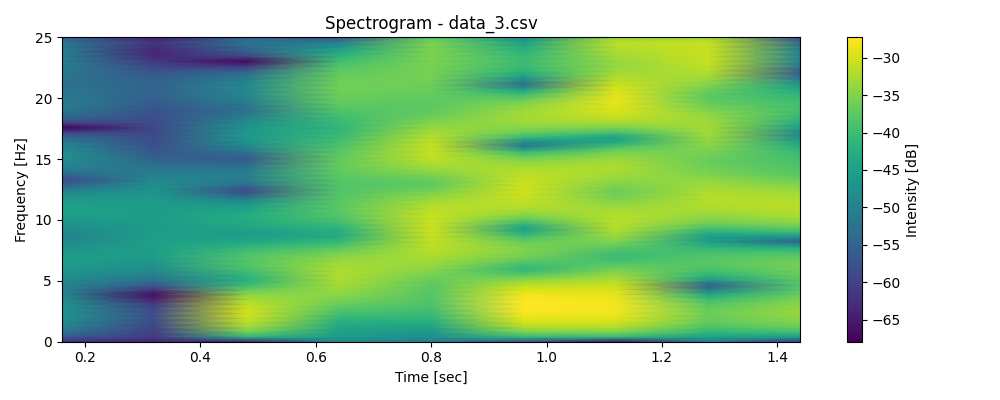 Spectrogram - data_3.csv
25
20
15
10
5
0
Frequency [Hz]
0.2 0.4 0.6 0.8 1.0 1.2 1.4
Time [sec]
−30
−35
−40
−45
−50
−55
−60
−65
Intensity [dB]